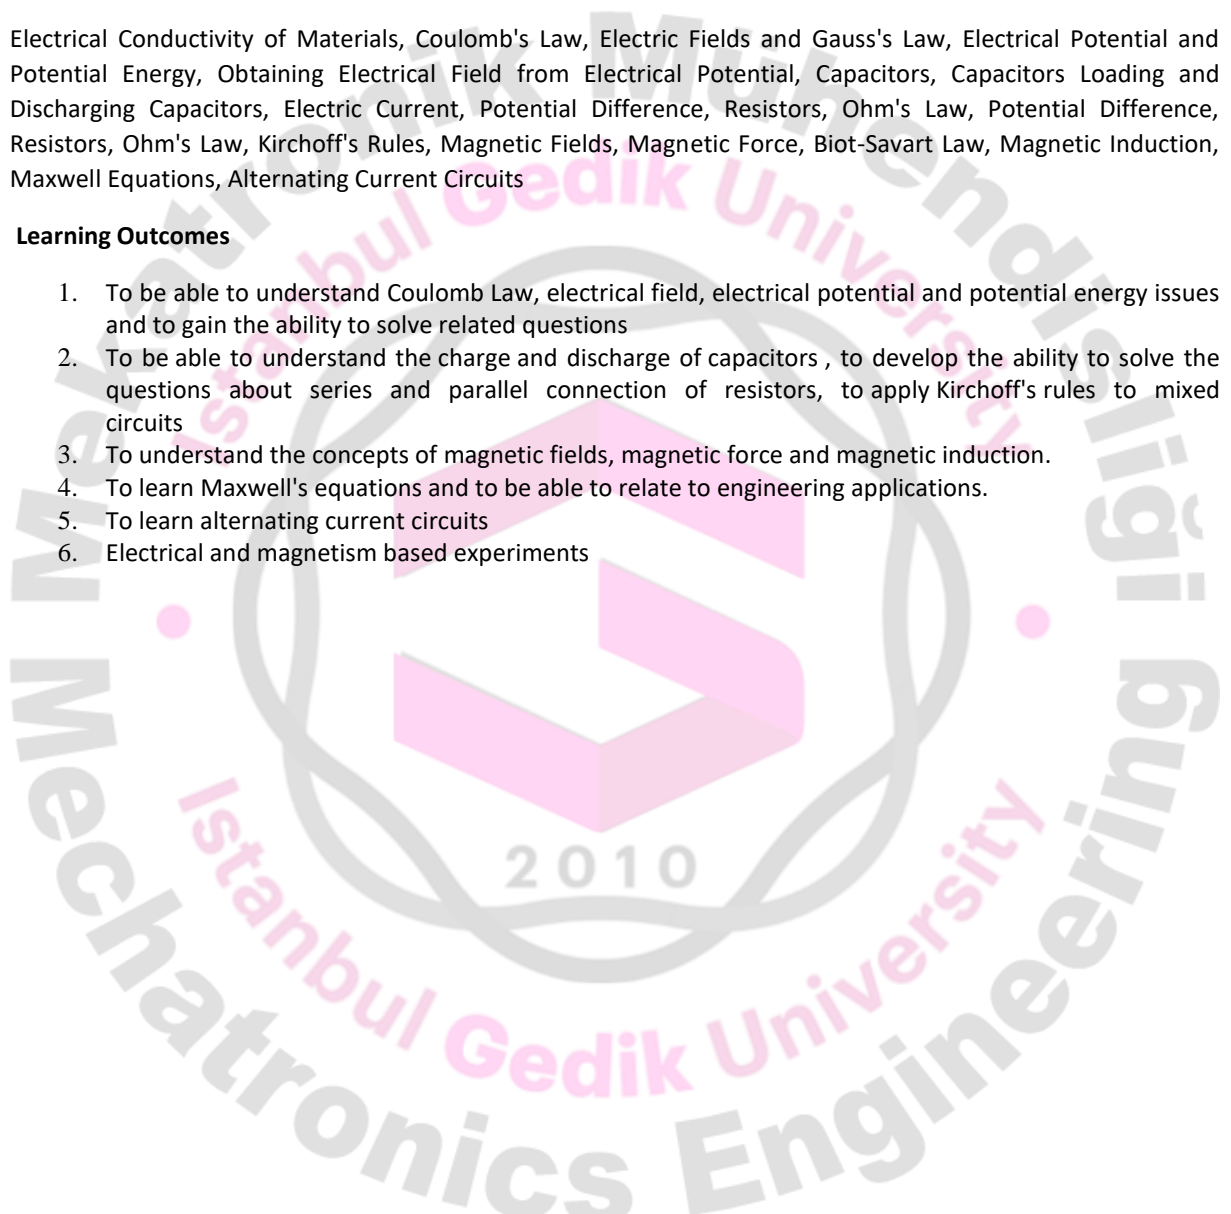 Electrical Conductivity of Materials, Coulomb's Law, Electric Fields and Gauss's Law, Electrical Potential and
Potential Energy, Obtaining Electrical Field from Electrical Potential, Capacitors, Capacitors Loading and
Discharging Capacitors, Electric Current, Potential Difference, Resistors, Ohm's Law, Potential Difference,
Resistors, Ohm's Law, Kirchoff's Rules, Magnetic Fields, Magnetic Force, Biot-Savart Law, Magnetic Induction,
Maxwell Equations, Alternating Current Circuits
Learning Outcomes
1. To be able to understand Coulomb Law, electrical field, electrical potential and potential energy issues
and to gain the ability to solve related questions
2. To be able to understand the charge and discharge of capacitors , to develop the ability to solve the
questions about series and parallel connection of resistors, to apply Kirchoff's rules to mixed
circuits
3. To understand the concepts of magnetic fields, magnetic force and magnetic induction.
4. To learn Maxwell's equations and to be able to relate to engineering applications.
5. To learn alternating current circuits
6. Electrical and magnetism based experiments
Mekatronik Mühendisliği
Istanbul Gedik University
2010
Istanbul Gedik University
Mechatronics Engineering